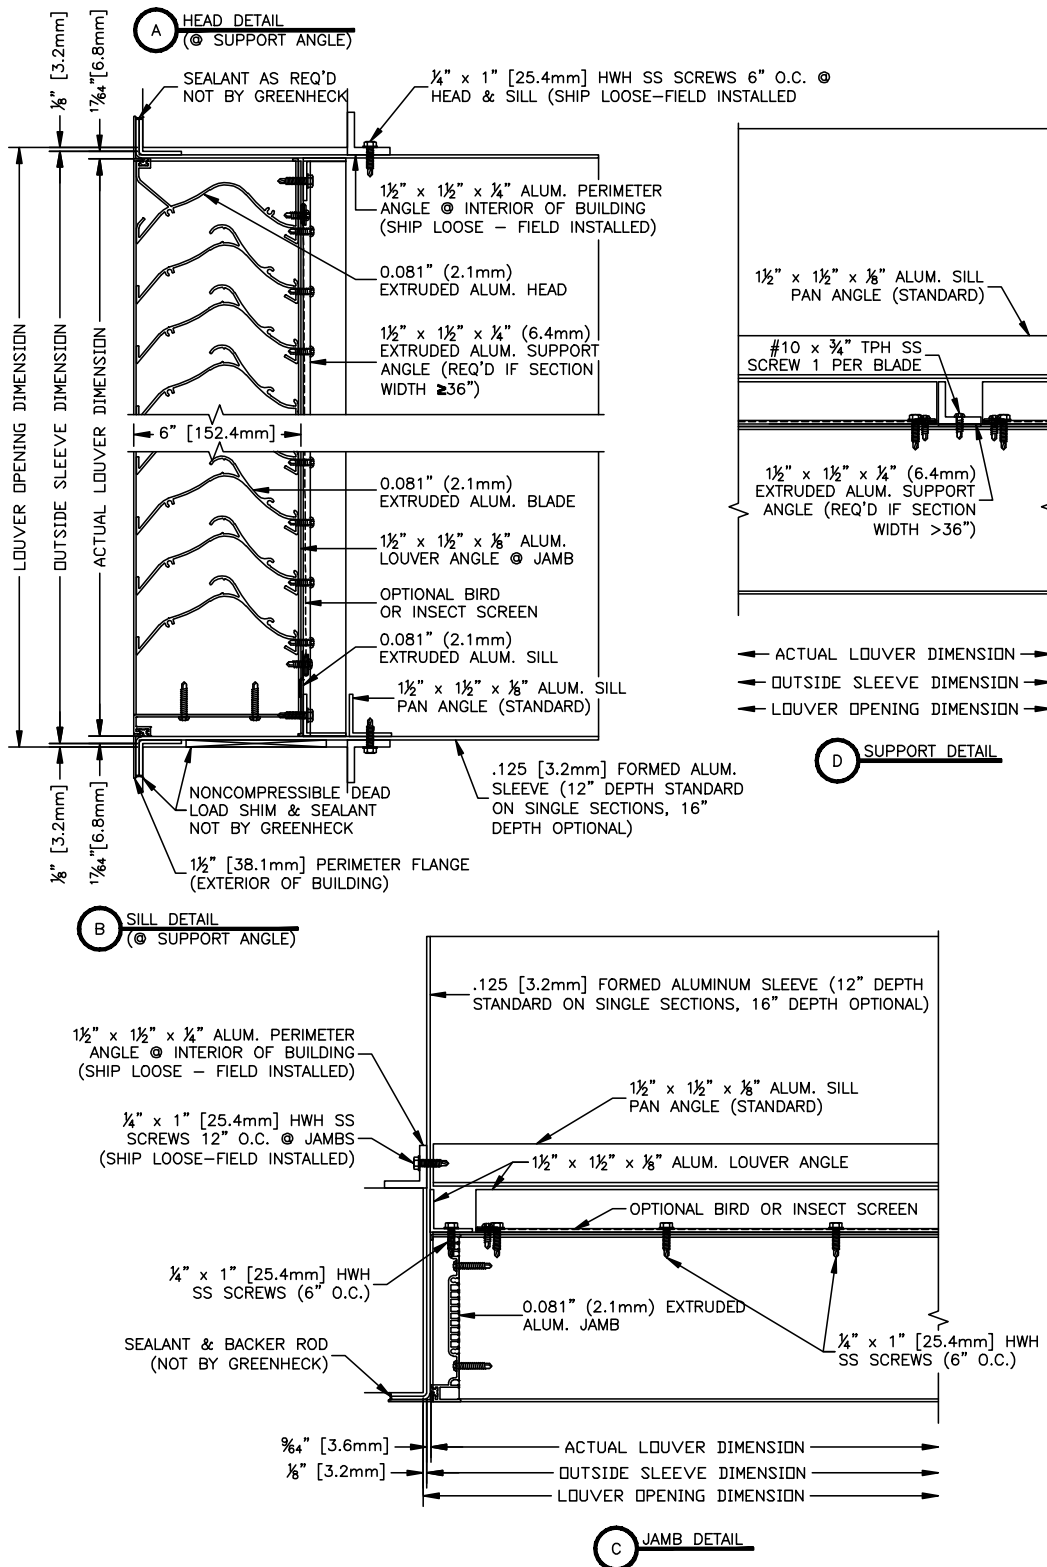 A
HEAD DETAIL
(@ SUPPORT ANGLE)
⅛" [3.2mm]
17/64" [6.8mm]
SEALANT AS REQ'D
NOT BY GREENHECK
¼" x 1" [25.4mm] HWH SS SCREWS 6" O.C. @
HEAD & SILL (SHIP LOOSE-FIELD INSTALLED
1½" x 1½" x ¼" ALUM. PERIMETER
ANGLE @ INTERIOR OF BUILDING
(SHIP LOOSE - FIELD INSTALLED)
0.081" (2.1mm)
EXTRUDED ALUM. HEAD
1½" x 1½" x ¼" (6.4mm)
EXTRUDED ALUM. SUPPORT
ANGLE (REQ'D IF SECTION
WIDTH ≥36")
LOUVER OPENING DIMENSION
OUTSIDE SLEEVE DIMENSION
ACTUAL LOUVER DIMENSION
6" [152.4mm]
0.081" (2.1mm)
EXTRUDED ALUM. BLADE
1½" x 1½" x ⅛" ALUM.
LOUVER ANGLE @ JAMB
OPTIONAL BIRD
OR INSECT SCREEN
0.081" (2.1mm)
EXTRUDED ALUM. SILL
1½" x 1½" x ⅛" ALUM. SILL
PAN ANGLE (STANDARD)
.125 [3.2mm] FORMED ALUM.
SLEEVE (12" DEPTH STANDARD
ON SINGLE SECTIONS, 16"
DEPTH OPTIONAL)
NONCOMPRESSIBLE DEAD
LOAD SHIM & SEALANT
NOT BY GREENHECK
⅛" [3.2mm]
17/64" [6.8mm]
1½" [38.1mm] PERIMETER FLANGE
(EXTERIOR OF BUILDING)
B
SILL DETAIL
(@ SUPPORT ANGLE)
1½" x 1½" x ⅛" ALUM. SILL
PAN ANGLE (STANDARD)
#10 x ¾" TPH SS
SCREW 1 PER BLADE
1½" x 1½" x ¼" (6.4mm)
EXTRUDED ALUM. SUPPORT
ANGLE (REQ'D IF SECTION
WIDTH >36")
ACTUAL LOUVER DIMENSION
OUTSIDE SLEEVE DIMENSION
LOUVER OPENING DIMENSION
D
SUPPORT DETAIL
.125 [3.2mm] FORMED ALUMINUM SLEEVE (12" DEPTH
STANDARD ON SINGLE SECTIONS, 16" DEPTH OPTIONAL)
1½" x 1½" x ¼" ALUM. PERIMETER
ANGLE @ INTERIOR OF BUILDING
(SHIP LOOSE - FIELD INSTALLED)
1½" x 1½" x ⅛" ALUM. SILL
PAN ANGLE (STANDARD)
¼" x 1" [25.4mm] HWH SS
SCREWS 12" O.C. @ JAMBS
(SHIP LOOSE-FIELD INSTALLED)
1½" x 1½" x ⅛" ALUM. LOUVER ANGLE
OPTIONAL BIRD OR INSECT SCREEN
¼" x 1" [25.4mm] HWH
SS SCREWS (6" O.C.)
0.081" (2.1mm) EXTRUDED
ALUM. JAMB
SEALANT & BACKER ROD
(NOT BY GREENHECK)
¼" x 1" [25.4mm] HWH
SS SCREWS (6" O.C.)
9/64" [3.6mm]
ACTUAL LOUVER DIMENSION
⅛" [3.2mm]
OUTSIDE SLEEVE DIMENSION
LOUVER OPENING DIMENSION
C
JAMB DETAIL